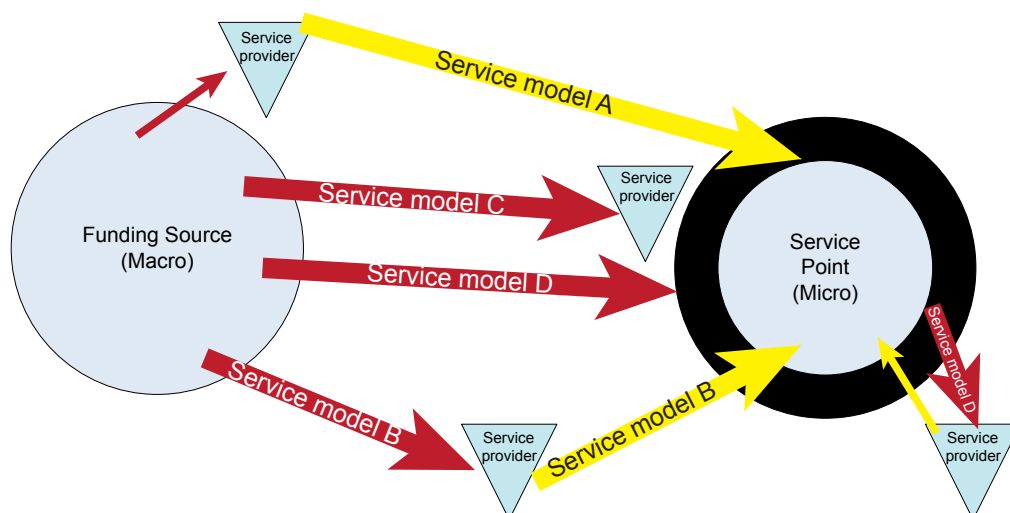 Service
provider
Service model A
Service
provider
Service model C
Funding Source
(Macro)
Service
Point
(Micro)
Service model D
Service model D
Service model B
Service model B
Service
provider
Service
provider